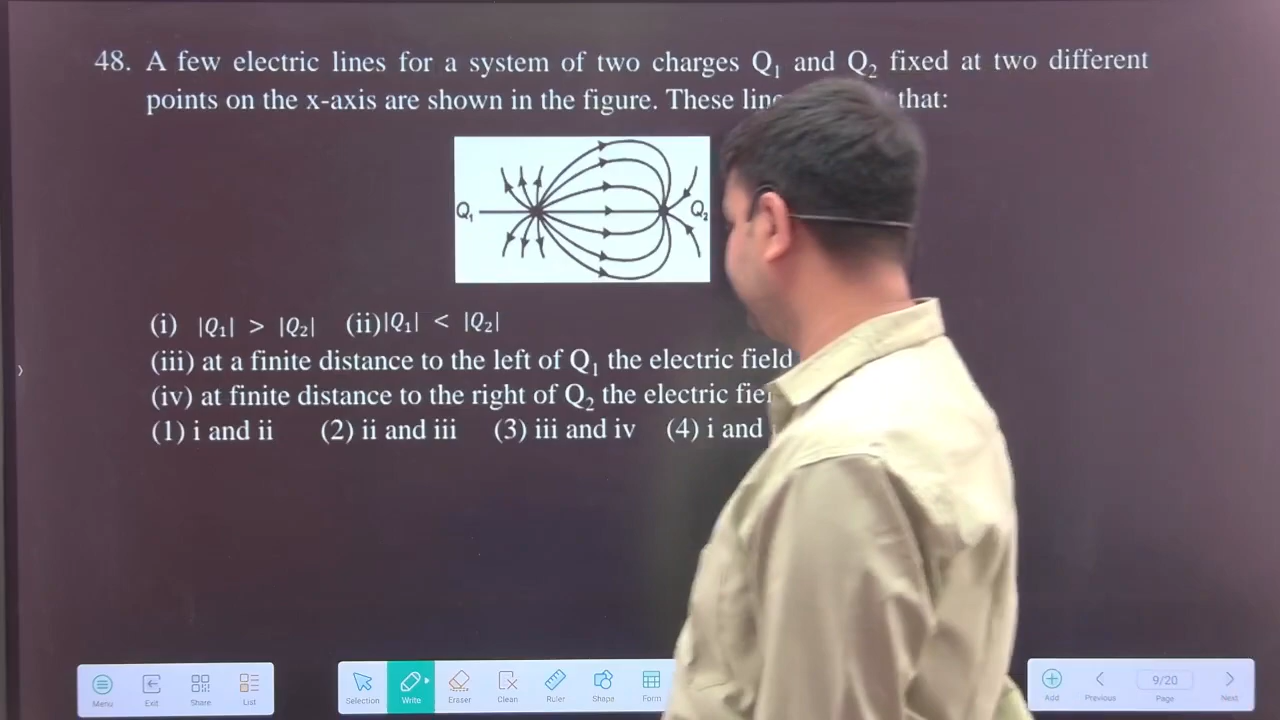 48. A few electric lines for a system of two charges Q₁ and Q₂ fixed at two different
points on the x-axis are shown in the figure. These that:
Q₁ Q₂
(i) |Q₁| > |Q₂| (ii)|Q₁| < |Q₂|
(iii) at a finite distance to the left of Q₁ the electric field
(iv) at finite distance to the right of Q₂ the electric
(1) i and ii (2) ii and iii (3) iii and iv (4) i and
Menu Exit Share List Selection Write Eraser Clean Ruler Shape Form Add Previous 9/20 Page Next